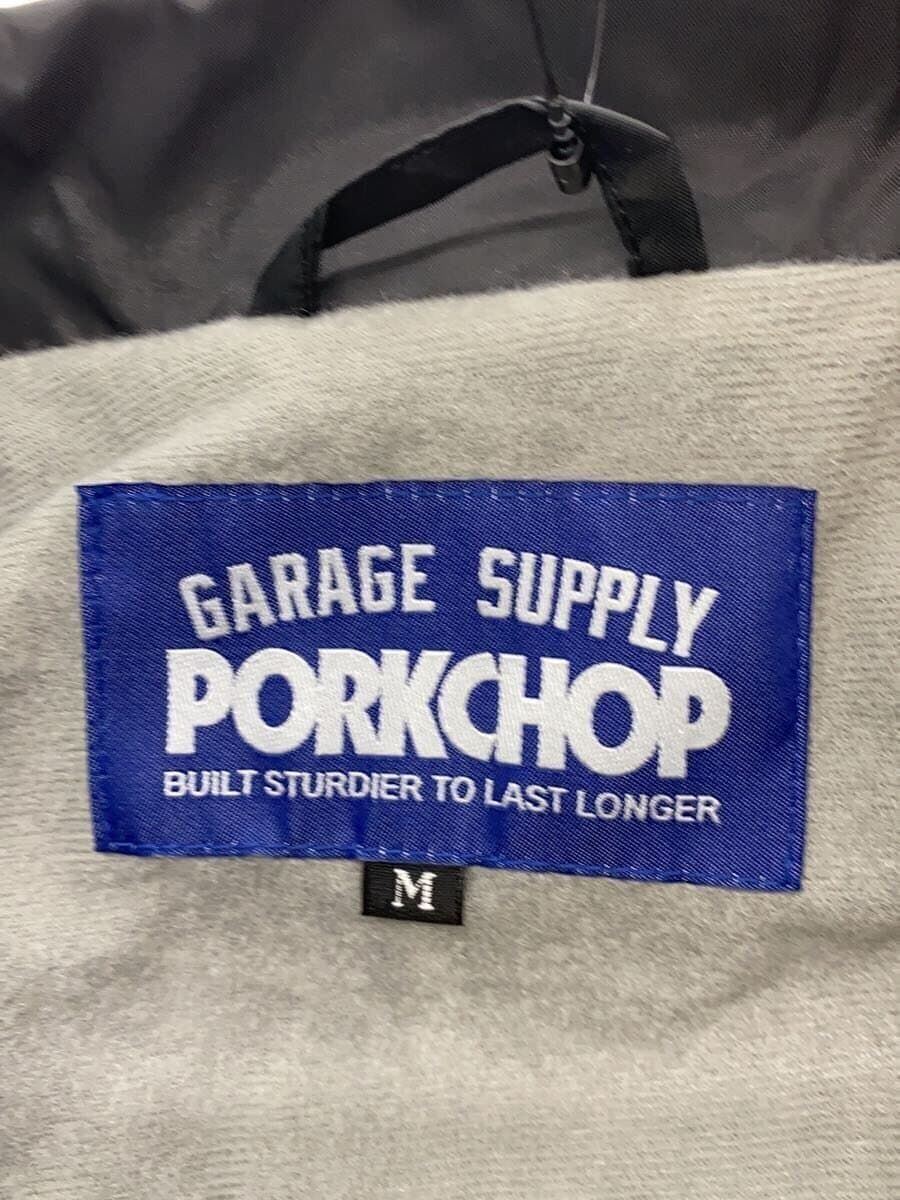 GARAGE SUPPLY
PORKCHOP
BUILT STURDIER TO LAST LONGER
M